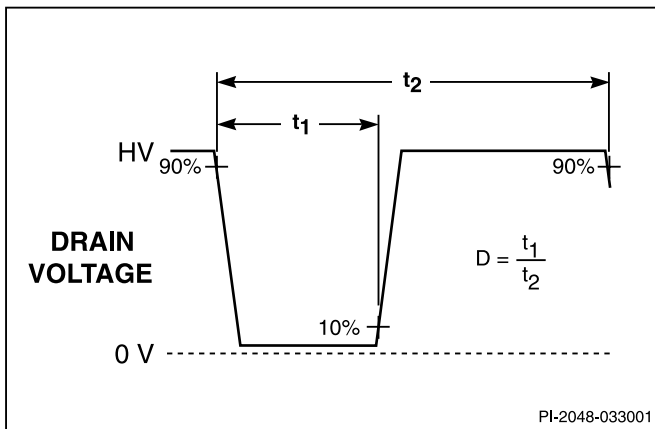 t2
t1
HV
90%
90%
DRAIN
VOLTAGE
D = t1
t2
10%
0 V
PI-2048-033001